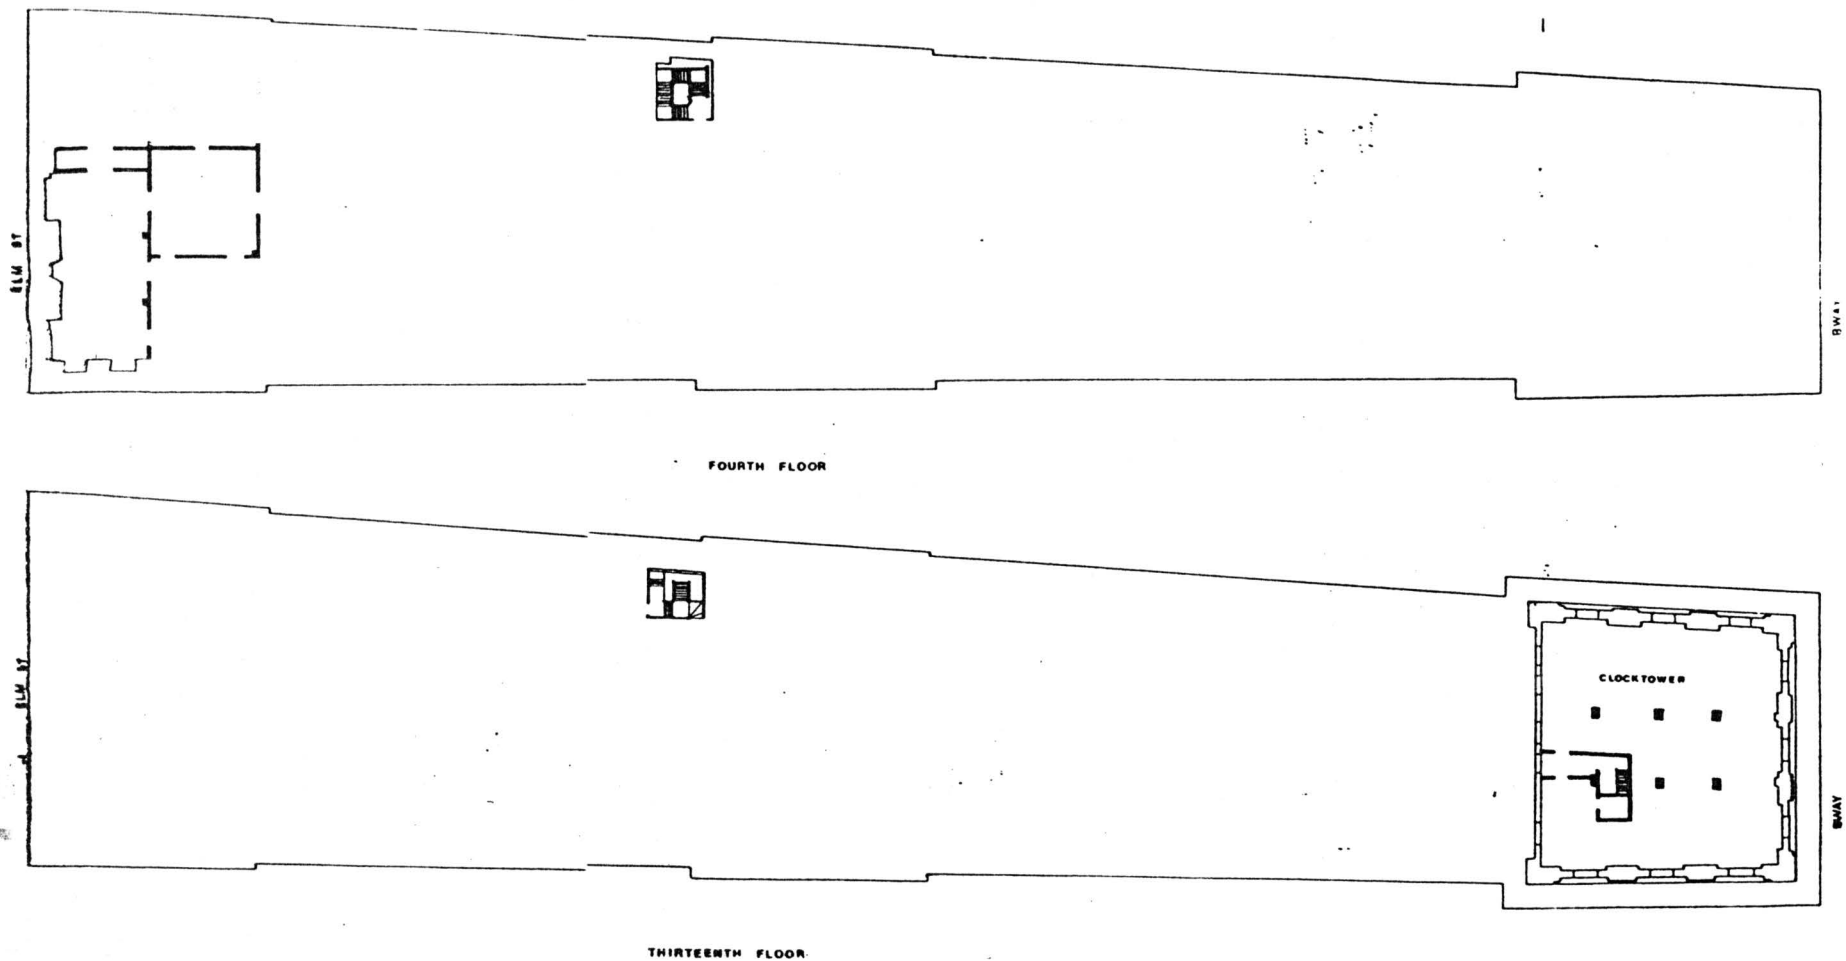 ELM ST
BWAY
FOURTH FLOOR
ELM ST
CLOCKTOWER
BWAY
THIRTEENTH FLOOR